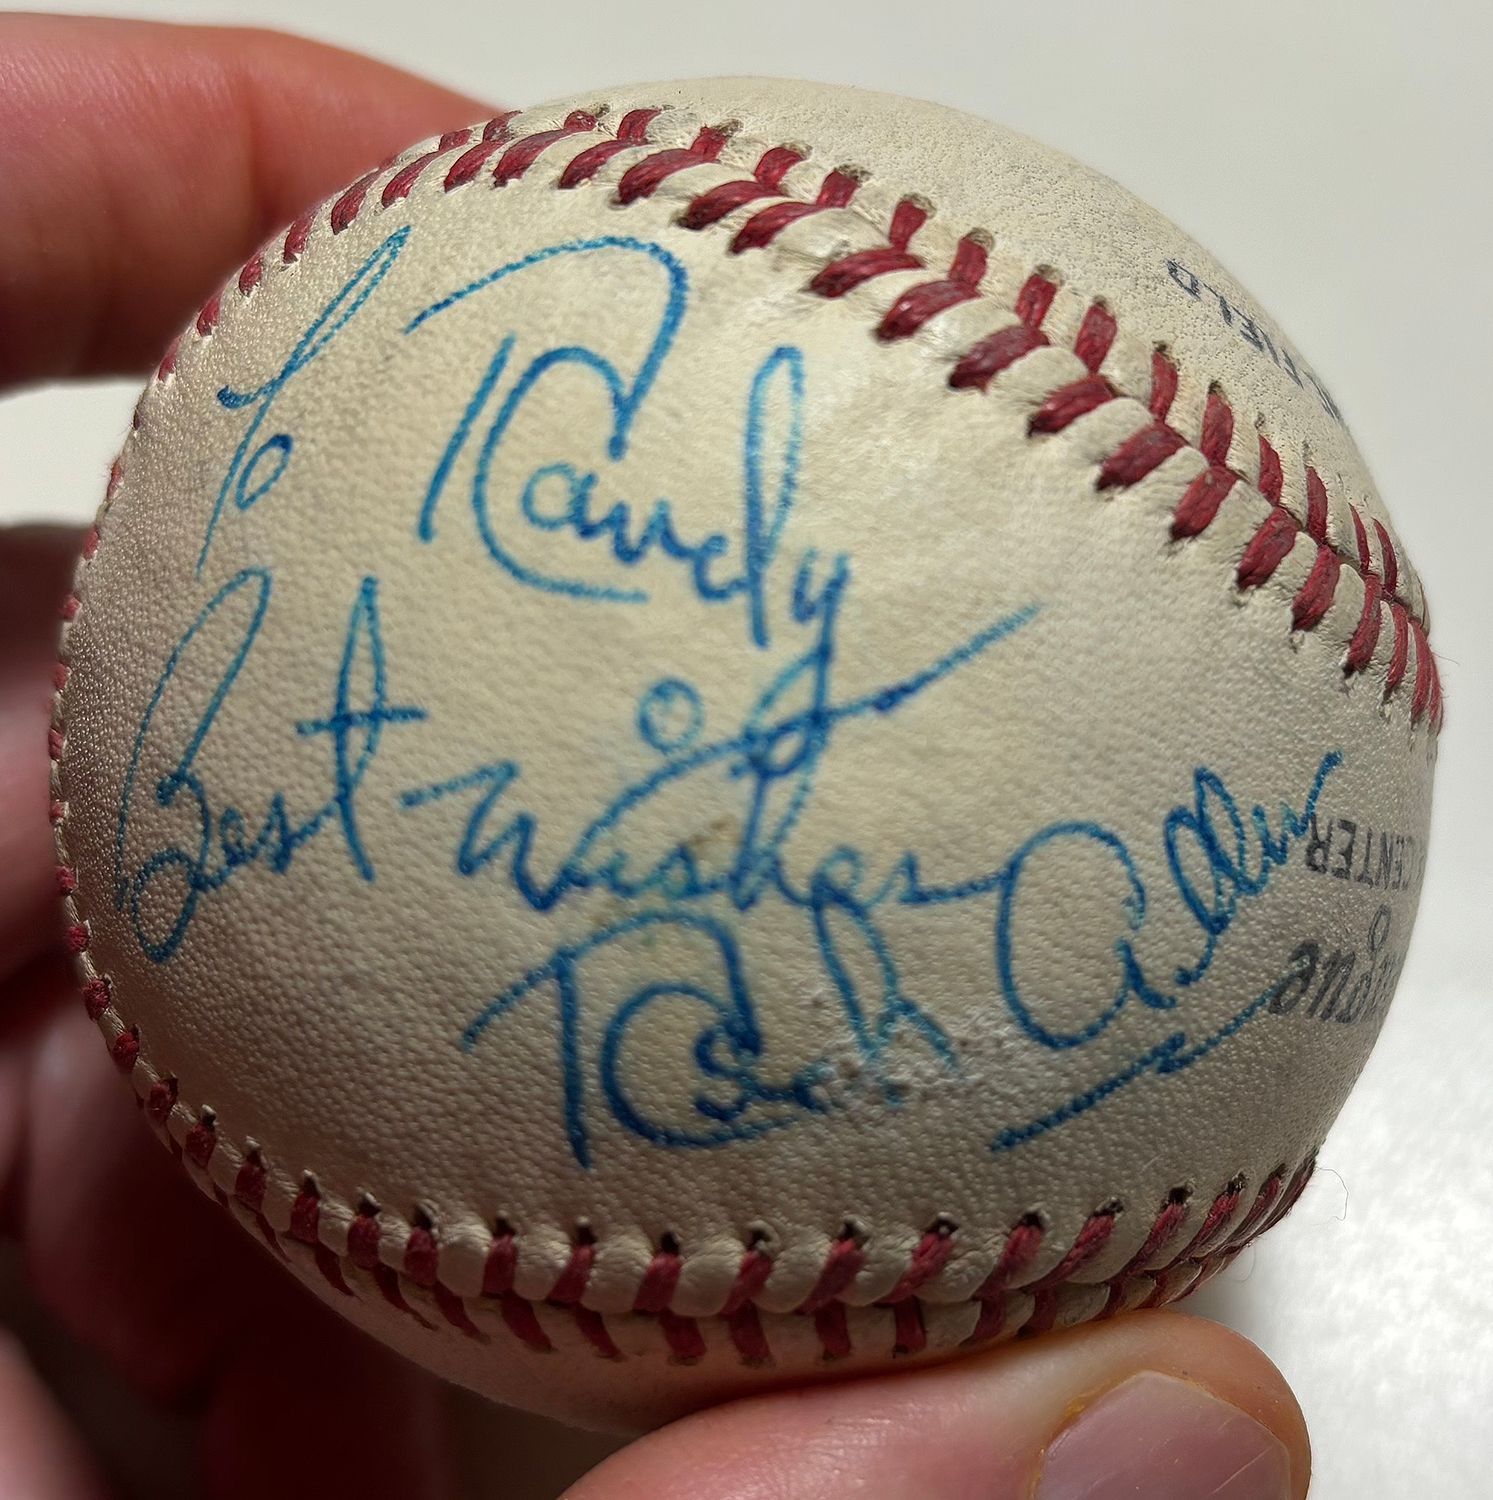 To Randy
Best Wishes
Rich Allen
CENTER